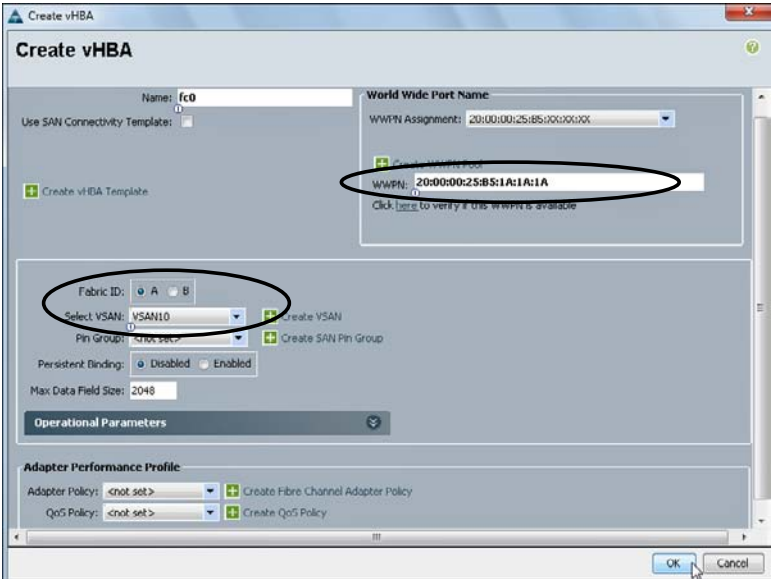 Create vHBA
Create vHBA
Name: fc0
Use SAN Connectivity Template:
Create vHBA Template
World Wide Port Name
WWPN Assignment: 20:00:00:25:B5:XX:XX:XX
Create WWPN Pool
WWPN: 20:00:00:25:B5:1A:1A:1A
Click here to verify if this WWPN is available
Fabric ID: A B
Select VSAN: VSAN10 Create VSAN
Pin Group: <not set> Create SAN Pin Group
Persistent Binding: Disabled Enabled
Max Data Field Size: 2048
Operational Parameters
Adapter Performance Profile
Adapter Policy: <not set> Create Fibre Channel Adapter Policy
QoS Policy: <not set> Create QoS Policy
OK Cancel